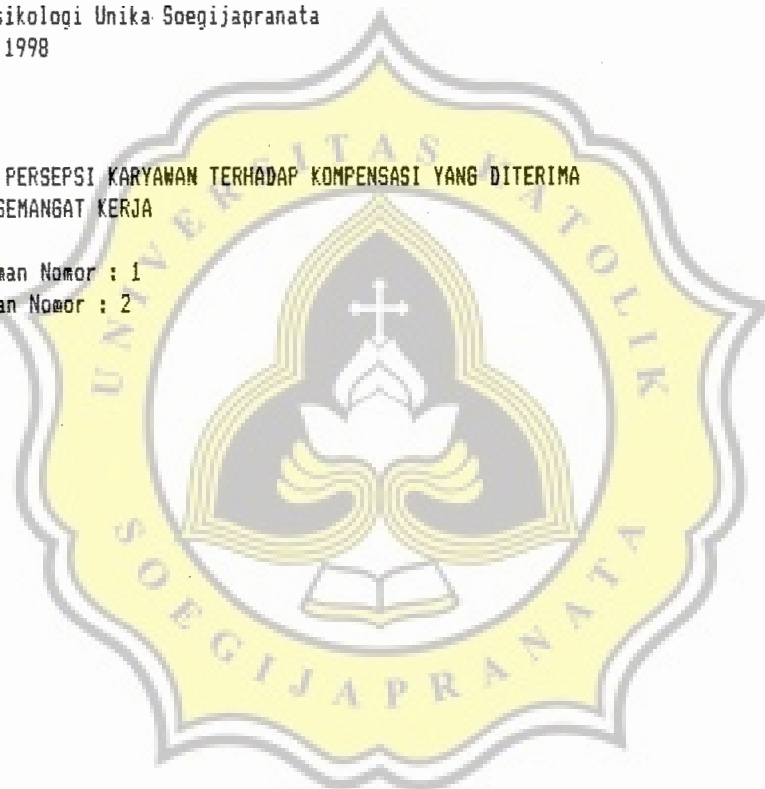 sikologi Unika Soegijapranata
1998
PERSEPSI KARYAWAN TERHADAP KOMPENSASI YANG DITERIMA
SEMANGAT KERJA
man Nomor : 1
an Nomor : 2
UNIVERSITAS KATOLIK
SOEGIJAPRANATA